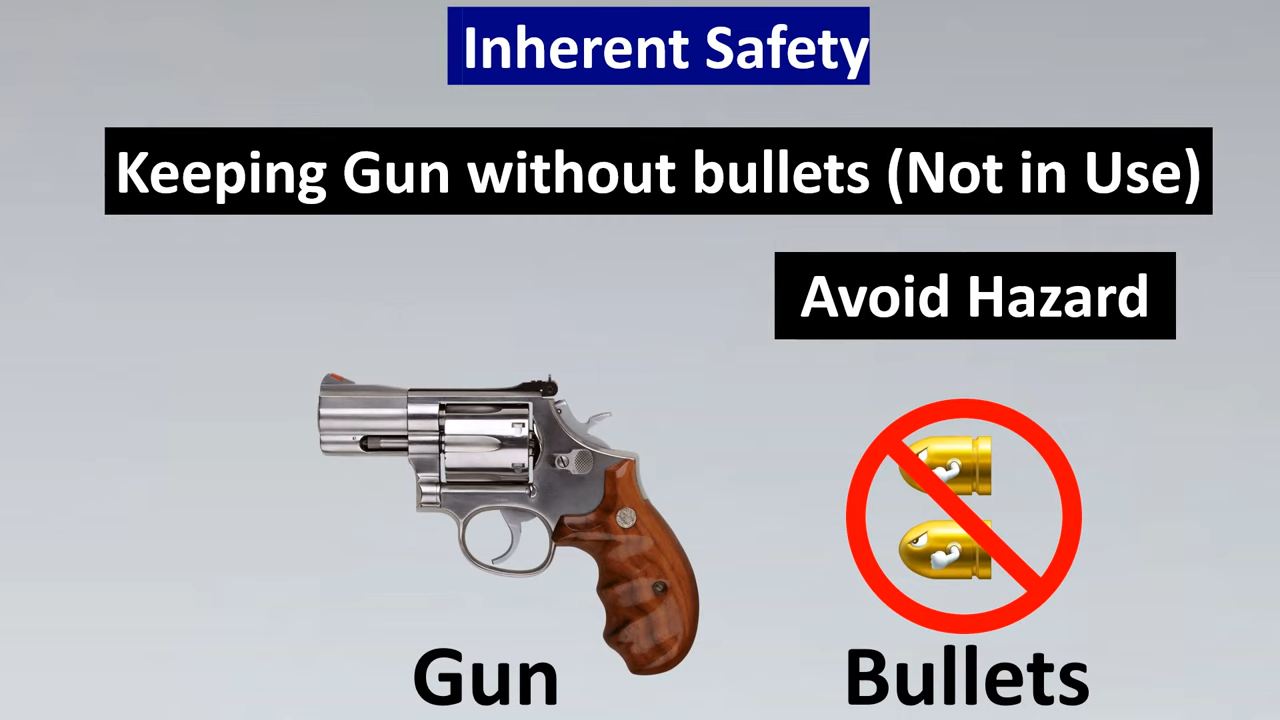 Inherent Safety
Keeping Gun without bullets (Not in Use)
Avoid Hazard
Gun
Bullets